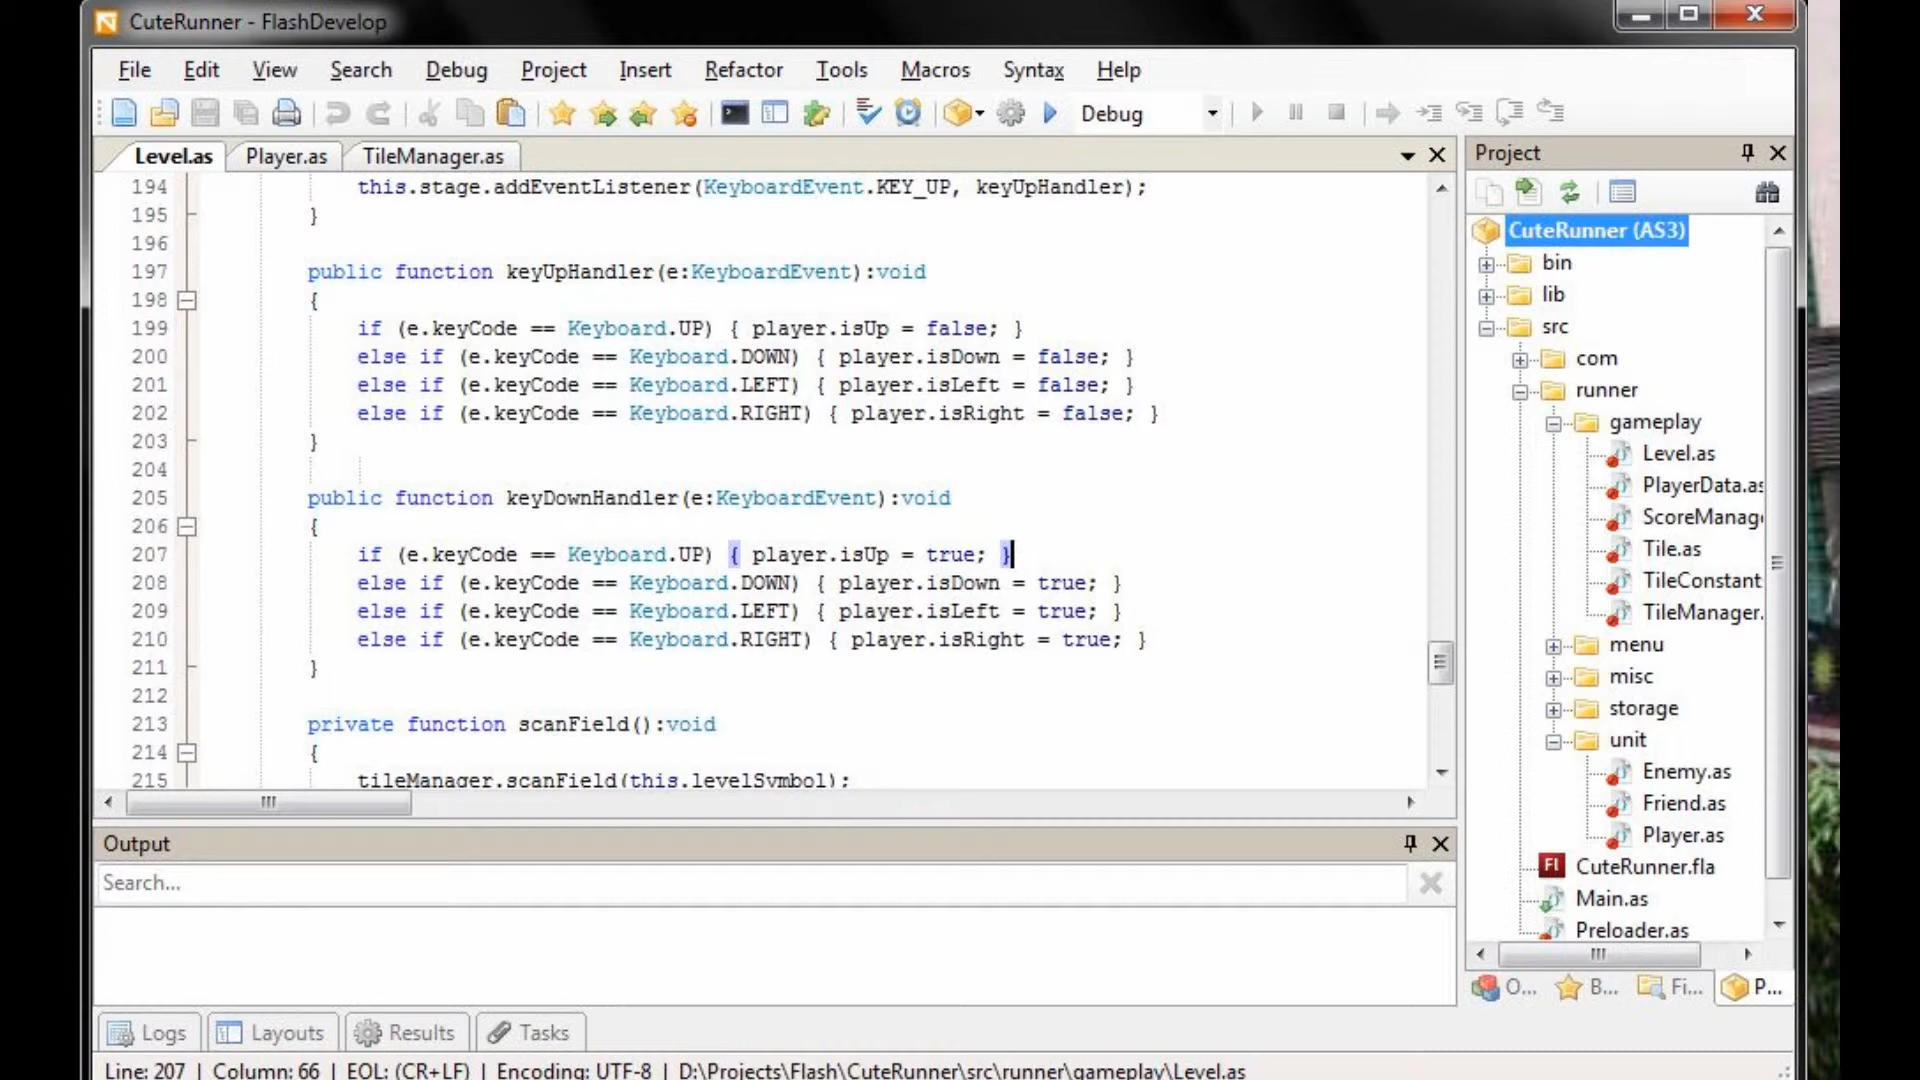 CuteRunner - FlashDevelop
File Edit View Search Debug Project Insert Refactor Tools Macros Syntax Help
Debug
Level.as Player.as TileManager.as
194 this.stage.addEventListener(KeyboardEvent.KEY_UP, keyUpHandler);
195 }
196
197 public function keyUpHandler(e:KeyboardEvent):void
198 {
199 if (e.keyCode == Keyboard.UP) { player.isUp = false; }
200 else if (e.keyCode == Keyboard.DOWN) { player.isDown = false; }
201 else if (e.keyCode == Keyboard.LEFT) { player.isLeft = false; }
202 else if (e.keyCode == Keyboard.RIGHT) { player.isRight = false; }
203 }
204
205 public function keyDownHandler(e:KeyboardEvent):void
206 {
207 if (e.keyCode == Keyboard.UP) { player.isUp = true; }
208 else if (e.keyCode == Keyboard.DOWN) { player.isDown = true; }
209 else if (e.keyCode == Keyboard.LEFT) { player.isLeft = true; }
210 else if (e.keyCode == Keyboard.RIGHT) { player.isRight = true; }
211 }
212
213 private function scanField():void
214 {
215 tileManager.scanField(this.levelSymbol);
Output
Search...
Logs Layouts Results Tasks
Line: 207 | Column: 66 | EOL: (CR+LF) | Encoding: UTF-8 | D:\Projects\Flash\CuteRunner\src\runner\gameplay\Level.as
Project
CuteRunner (AS3)
bin
lib
src
com
runner
gameplay
Level.as
PlayerData.as
ScoreManag
Tile.as
TileConstant
TileManager.
menu
misc
storage
unit
Enemy.as
Friend.as
Player.as
Fl CuteRunner.fla
Main.as
Preloader.as
O... B... Fi... P...